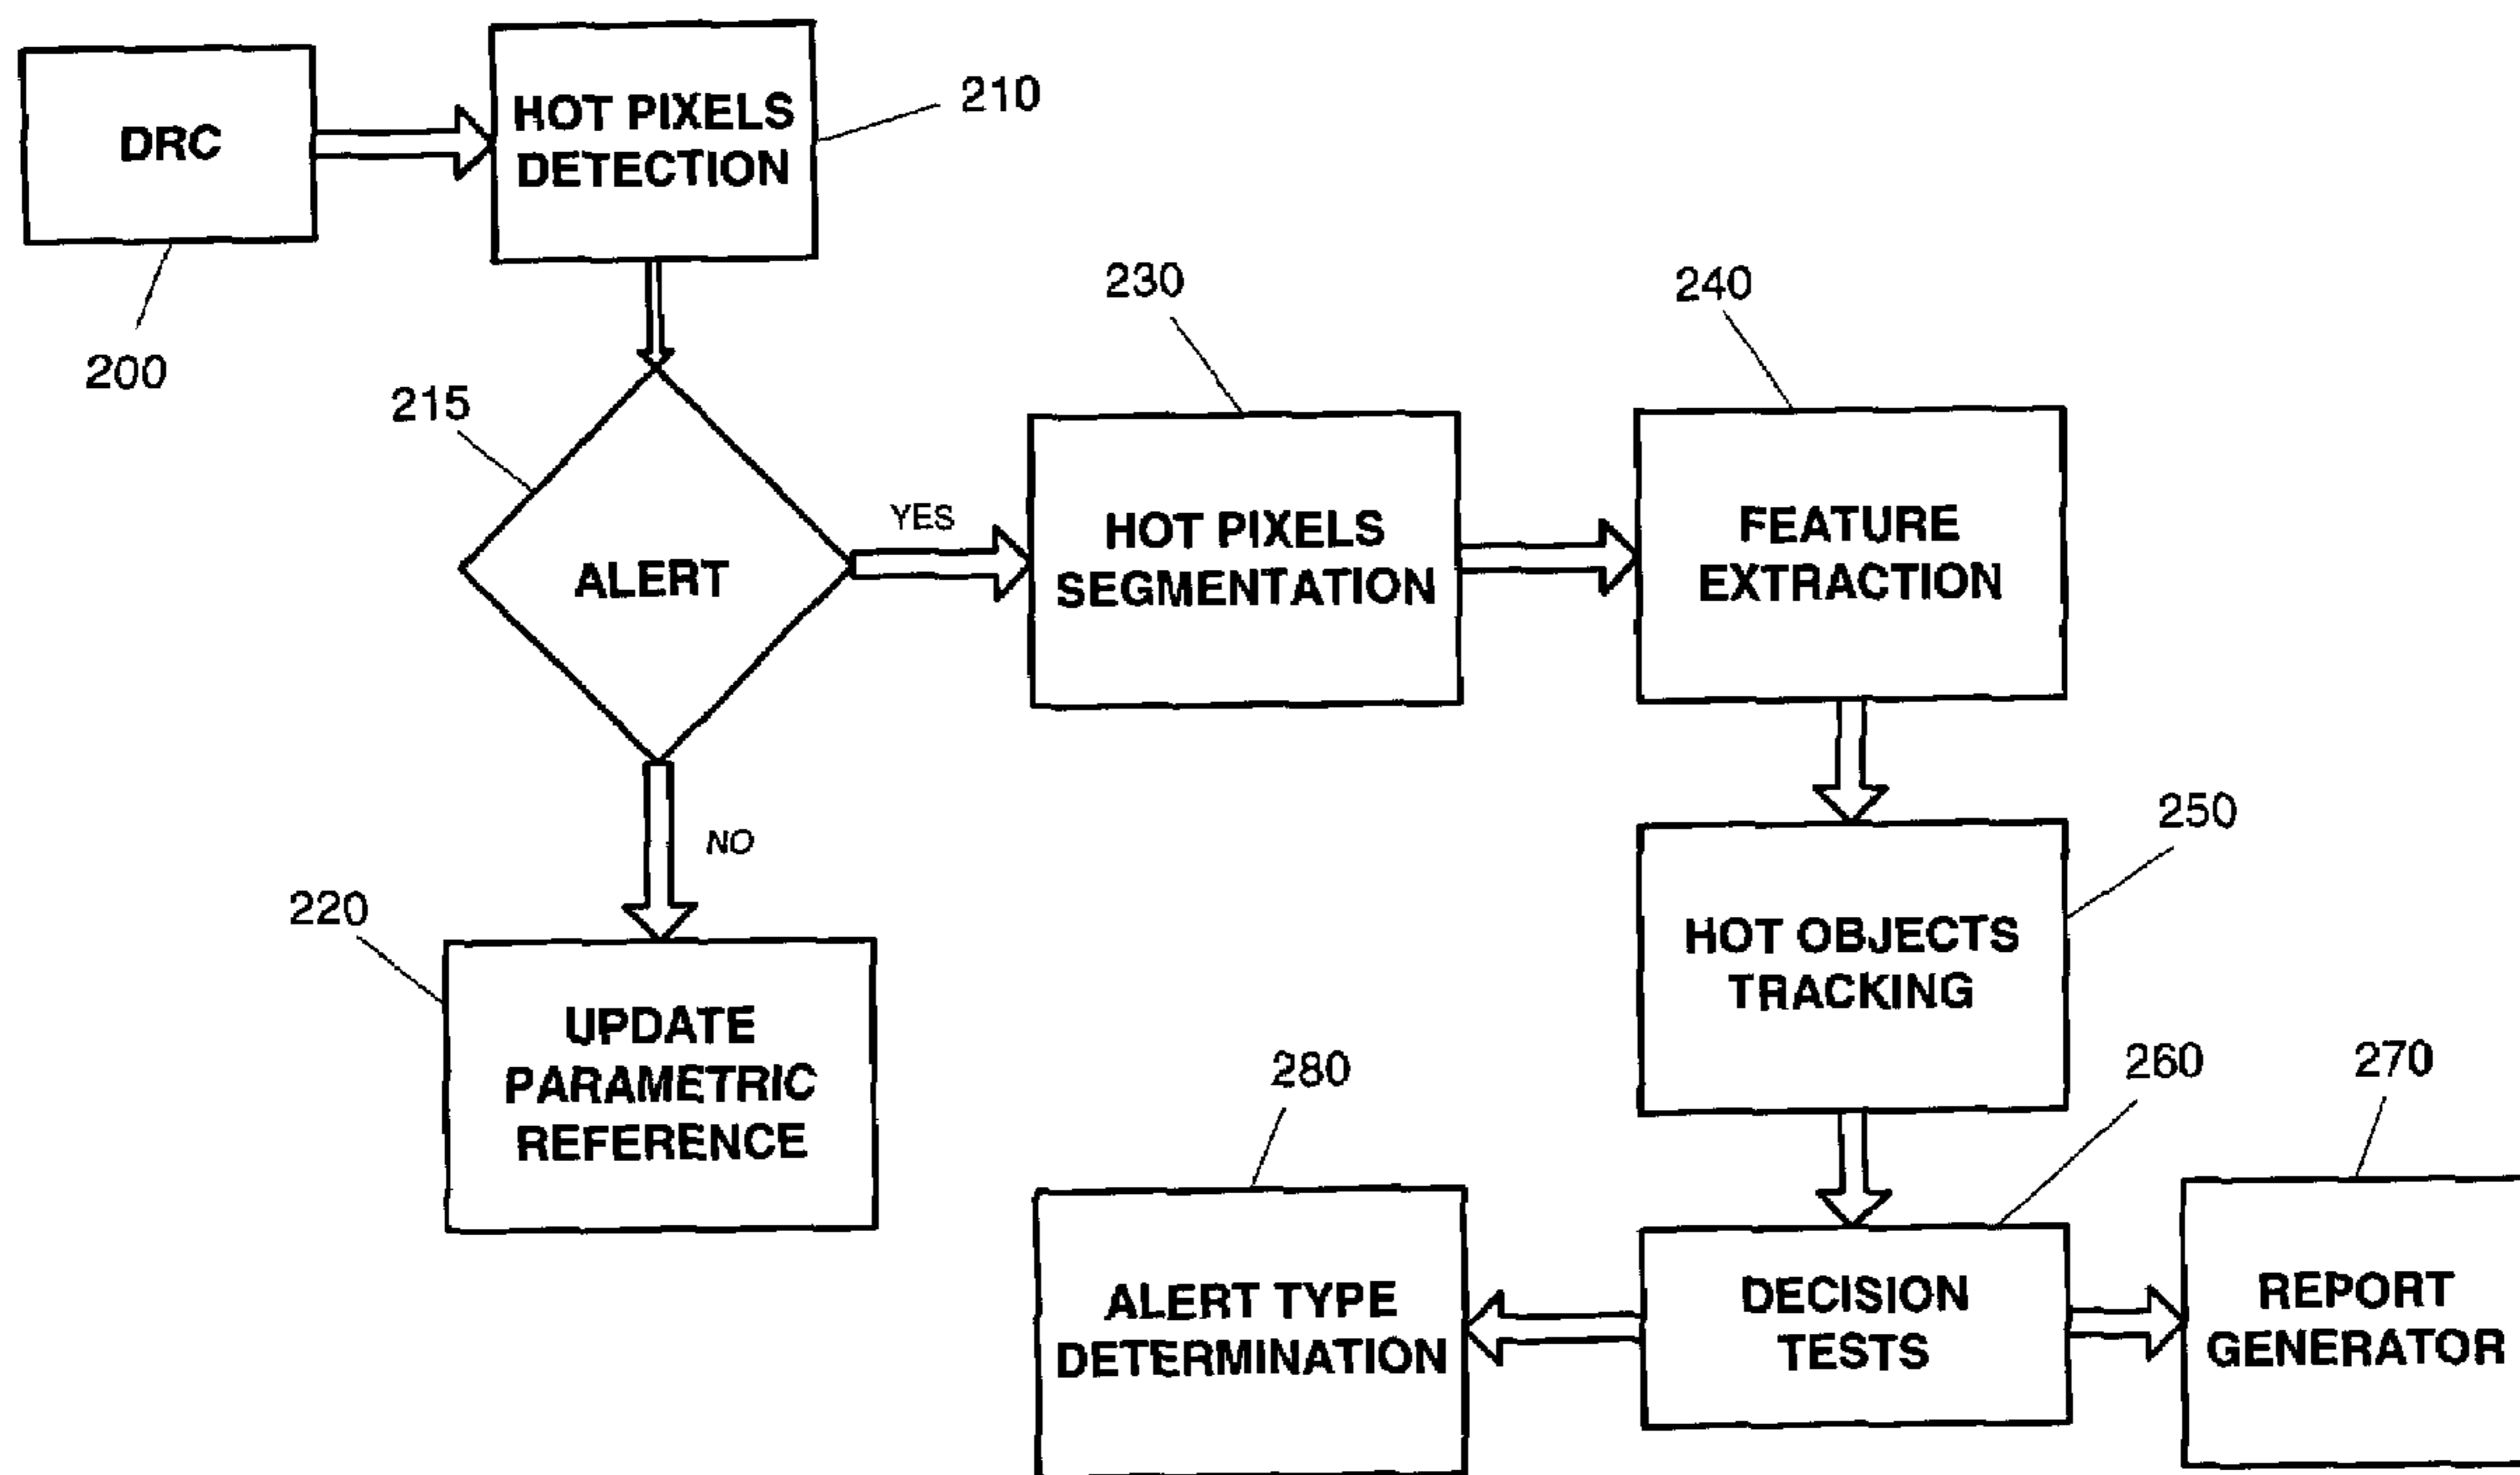 DRC
200
HOT PIXELS
DETECTION
210
215
ALERT
YES
NO
230
HOT PIXELS
SEGMENTATION
240
FEATURE
EXTRACTION
220
UPDATE
PARAMETRIC
REFERENCE
250
HOT OBJECTS
TRACKING
260
DECISION
TESTS
270
REPORT
GENERATOR
280
ALERT TYPE
DETERMINATION